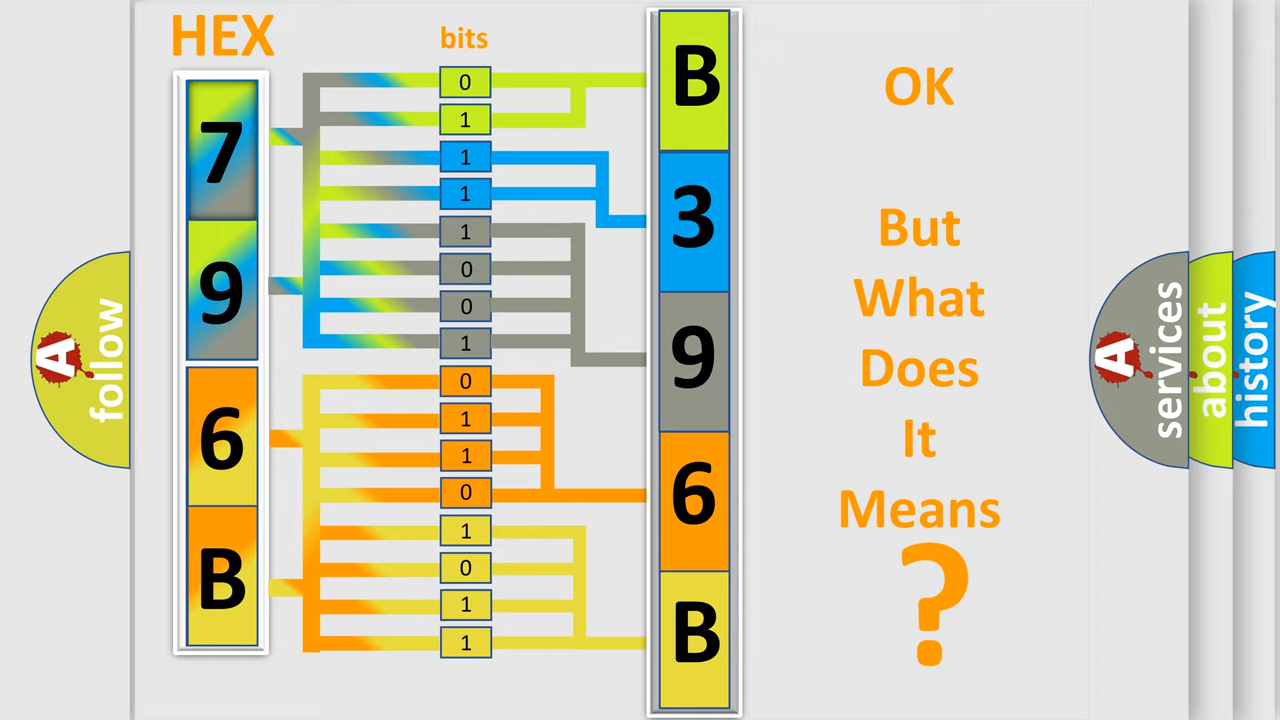 HEX
bits
7
9
6
B
0
1
1
1
1
0
0
1
0
1
1
0
1
0
1
1
B
3
9
6
B
OK
But
What
Does
It
Means
?
A
follow
A
services
about
history